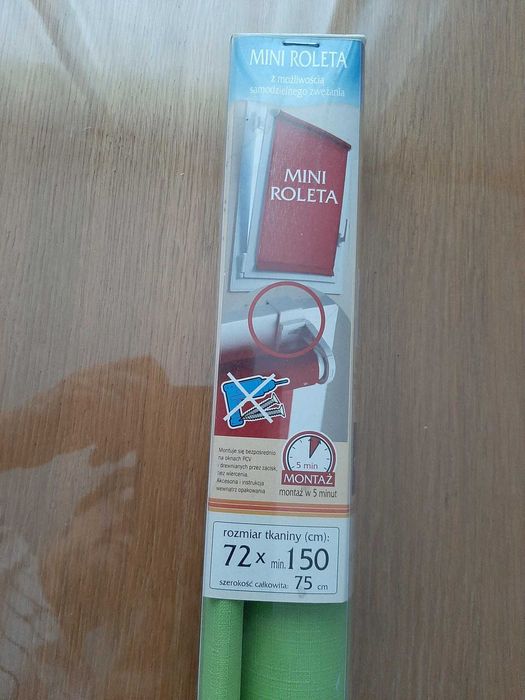 MINI ROLETA
z możliwością
samodzielnego zwężania
MINI
ROLETA
Montuje się bezpośrednio
na oknach PCV
i drewnianych przez zacisk,
bez wiercenia.
Akcesoria i instrukcja
wewnątrz opakowania
5 min
MONTAŻ
montaż w 5 minut
rozmiar tkaniny (cm):
72 x min. 150
szerokość całkowita: 75 cm